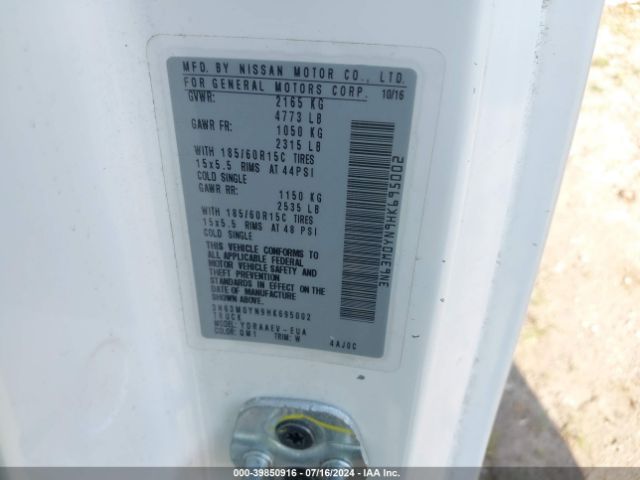 MFD. BY NISSAN MOTOR CO., LTD.
FOR GENERAL MOTORS CORP. 10/16
GVWR: 2165 KG
4773 LB
GAWR FR: 1050 KG
2315 LB
WITH 185/60R15C TIRES
15x5.5 RIMS AT 44PSI
COLD SINGLE
GAWR RR: 1150 KG
2535 LB
WITH 185/60R15C TIRES
15x5.5 RIMS AT 48 PSI
COLD SINGLE
THIS VEHICLE CONFORMS TO
ALL APPLICABLE FEDERAL
MOTOR VEHICLE SAFETY AND
THEFT PREVENTION
STANDARDS IN EFFECT ON THE
DATE OF MANUFACTURE SHOWN
ABOVE.
3N63M0YN9HK695002
TRUCK
MODEL: YDRAAEV-EUA
COLOR: QM1 TRIM: W 4AJ0C
3N63M0YN9HK695002
000-39850916 - 07/16/2024 - IAA Inc.